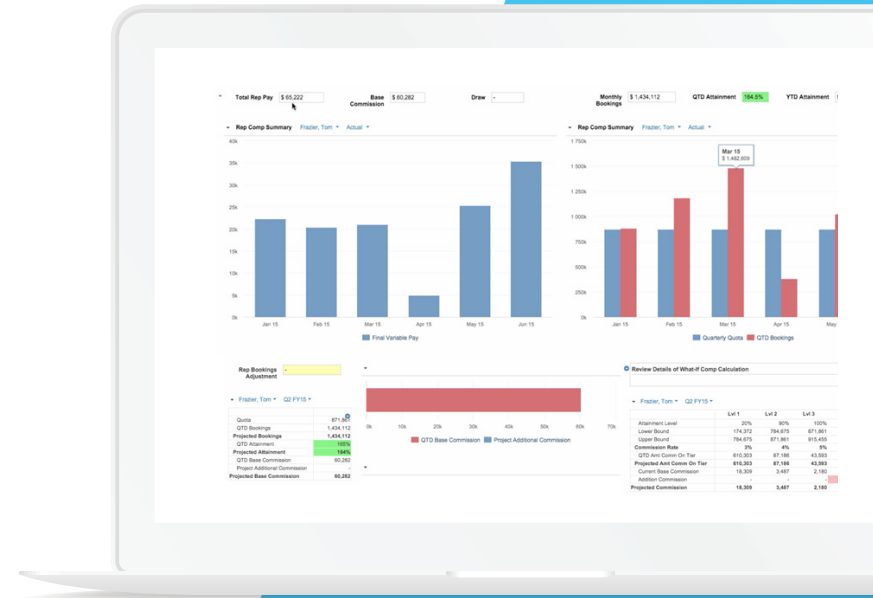 Total Rep Pay $ 65,222 Base Commission $ 60,282 Draw - Monthly Bookings $ 1,434,112 QTD Attainment 164.5% YTD Attainment
Rep Comp Summary Frazier, Tom Actual
40k
35k
30k
25k
20k
15k
10k
5k
0k
Jan 15 Feb 15 Mar 15 Apr 15 May 15 Jun 15
Final Variable Pay
Rep Comp Summary Frazier, Tom Actual
1 750k
1 500k
1 250k
1 000k
750k
500k
250k
0k
Mar 15
Jan 15 Feb 15 Mar 15 Apr 15 May
Quarterly Quota QTD Bookings
Rep Bookings
Adjustment
-
Frazier, Tom Q2 FY15
Quota 871,861
QTD Bookings 1,434,112
Projected Bookings 1,434,112
QTD Attainment
Projected Attainment 164%
QTD Base Commission 60,282
Project Additional Commission -
Projected Base Commission 60,282
0k 10k 20k 30k 40k 50k 60k 70k
QTD Base Commission Project Additional Commission
Review Details of What-If Comp Calculation
Frazier, Tom Q2 FY15
Lvl 1 Lvl 2 Lvl 3
Attainment Level 20% 90% 100%
Lower Bound 174,372 784,675 871,861
Upper Bound 784,675 871,861 915,455
Commission Rate 3% 4% 5%
QTD Amt Comm On Tier 610,303 87,186 43,593
Projected Amt Comm On Tier 610,303 87,186 43,593
Current Base Commission 18,309 3,487 2,180
Addition Commission - - -
Projected Commission 18,309 3,487 2,180